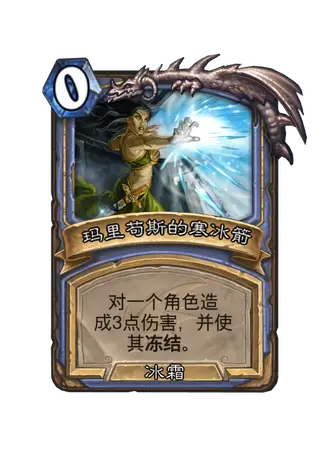 0
玛里苟斯的寒冰箭
对一个角色造
成3点伤害，并使
其冻结。
冰霜